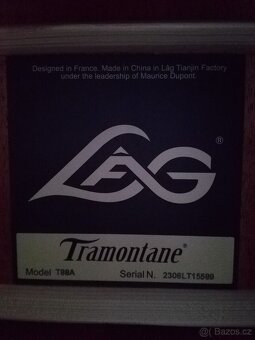 Designed in France. Made in China in Lâg Tianjin Factory
under the leadership of Maurice Dupont.
LÂG®
Tramontane®
Model T88A Serial N. 2306LT15599
© Bazos.cz